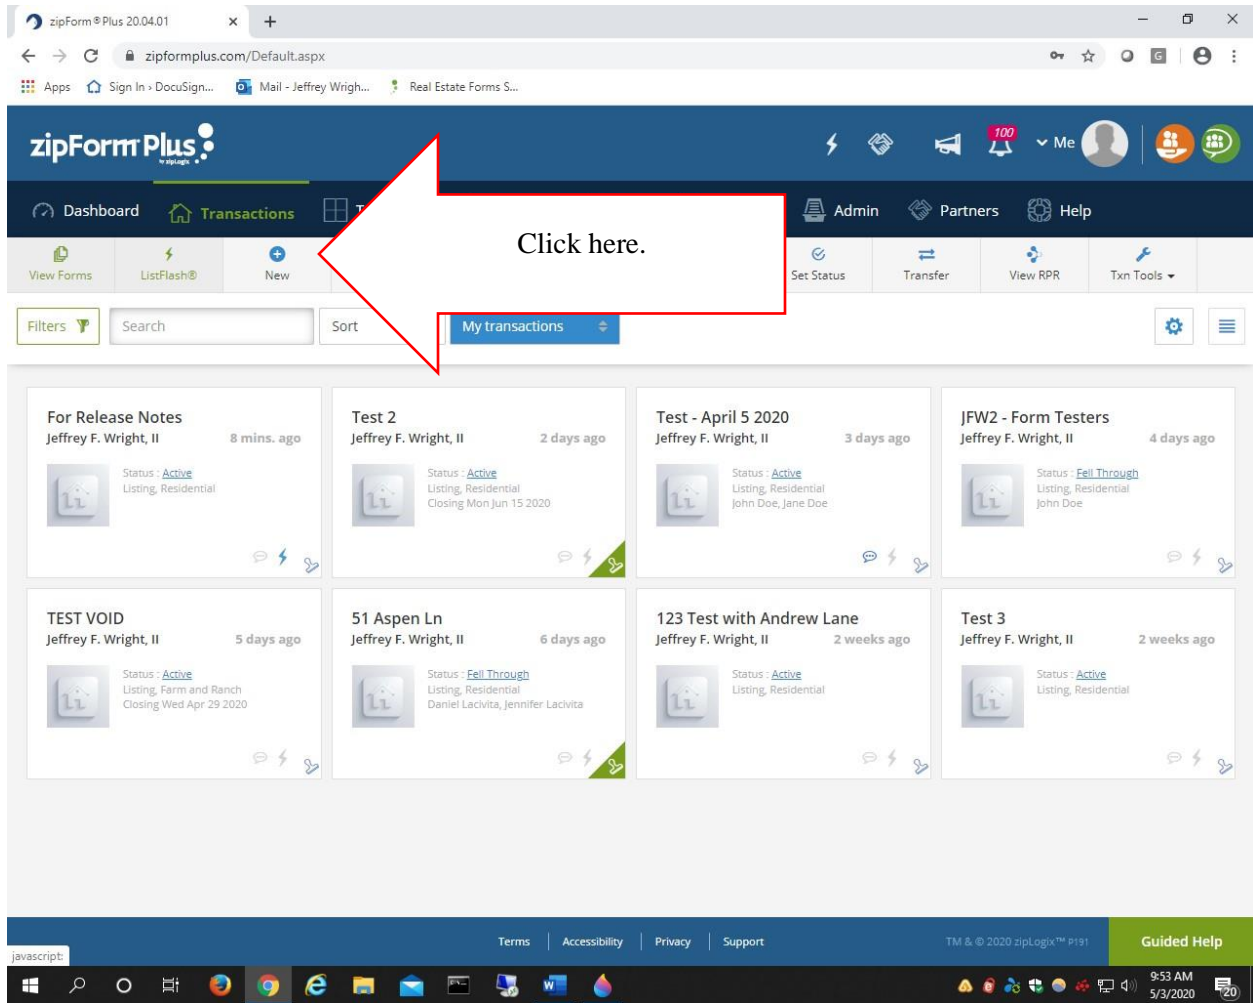 zipForm® Plus 20.04.01
zipformplus.com/Default.aspx
Apps Sign In › DocuSign... Mail - Jeffrey Wrigh... Real Estate Forms S...
zipForm Plus
by zipLogix
100
Me
Dashboard Transactions T Admin Partners Help
Click here.
View Forms ListFlash® New Set Status Transfer View RPR Txn Tools
Filters Search Sort My transactions
For Release Notes
Jeffrey F. Wright, II 8 mins. ago
Status : Active
Listing, Residential
Test 2
Jeffrey F. Wright, II 2 days ago
Status : Active
Listing, Residential
Closing Mon Jun 15 2020
Test - April 5 2020
Jeffrey F. Wright, II 3 days ago
Status : Active
Listing, Residential
John Doe, Jane Doe
JFW2 - Form Testers
Jeffrey F. Wright, II 4 days ago
Status : Fell Through
Listing, Residential
John Doe
TEST VOID
Jeffrey F. Wright, II 5 days ago
Status : Active
Listing, Farm and Ranch
Closing Wed Apr 29 2020
51 Aspen Ln
Jeffrey F. Wright, II 6 days ago
Status : Fell Through
Listing, Residential
Daniel Lacivita, Jennifer Lacivita
123 Test with Andrew Lane
Jeffrey F. Wright, II 2 weeks ago
Status : Active
Listing, Residential
Test 3
Jeffrey F. Wright, II 2 weeks ago
Status : Active
Listing, Residential
Terms Accessibility Privacy Support TM & © 2020 zipLogix™ P191 Guided Help
javascript:
9:53 AM
5/3/2020
20